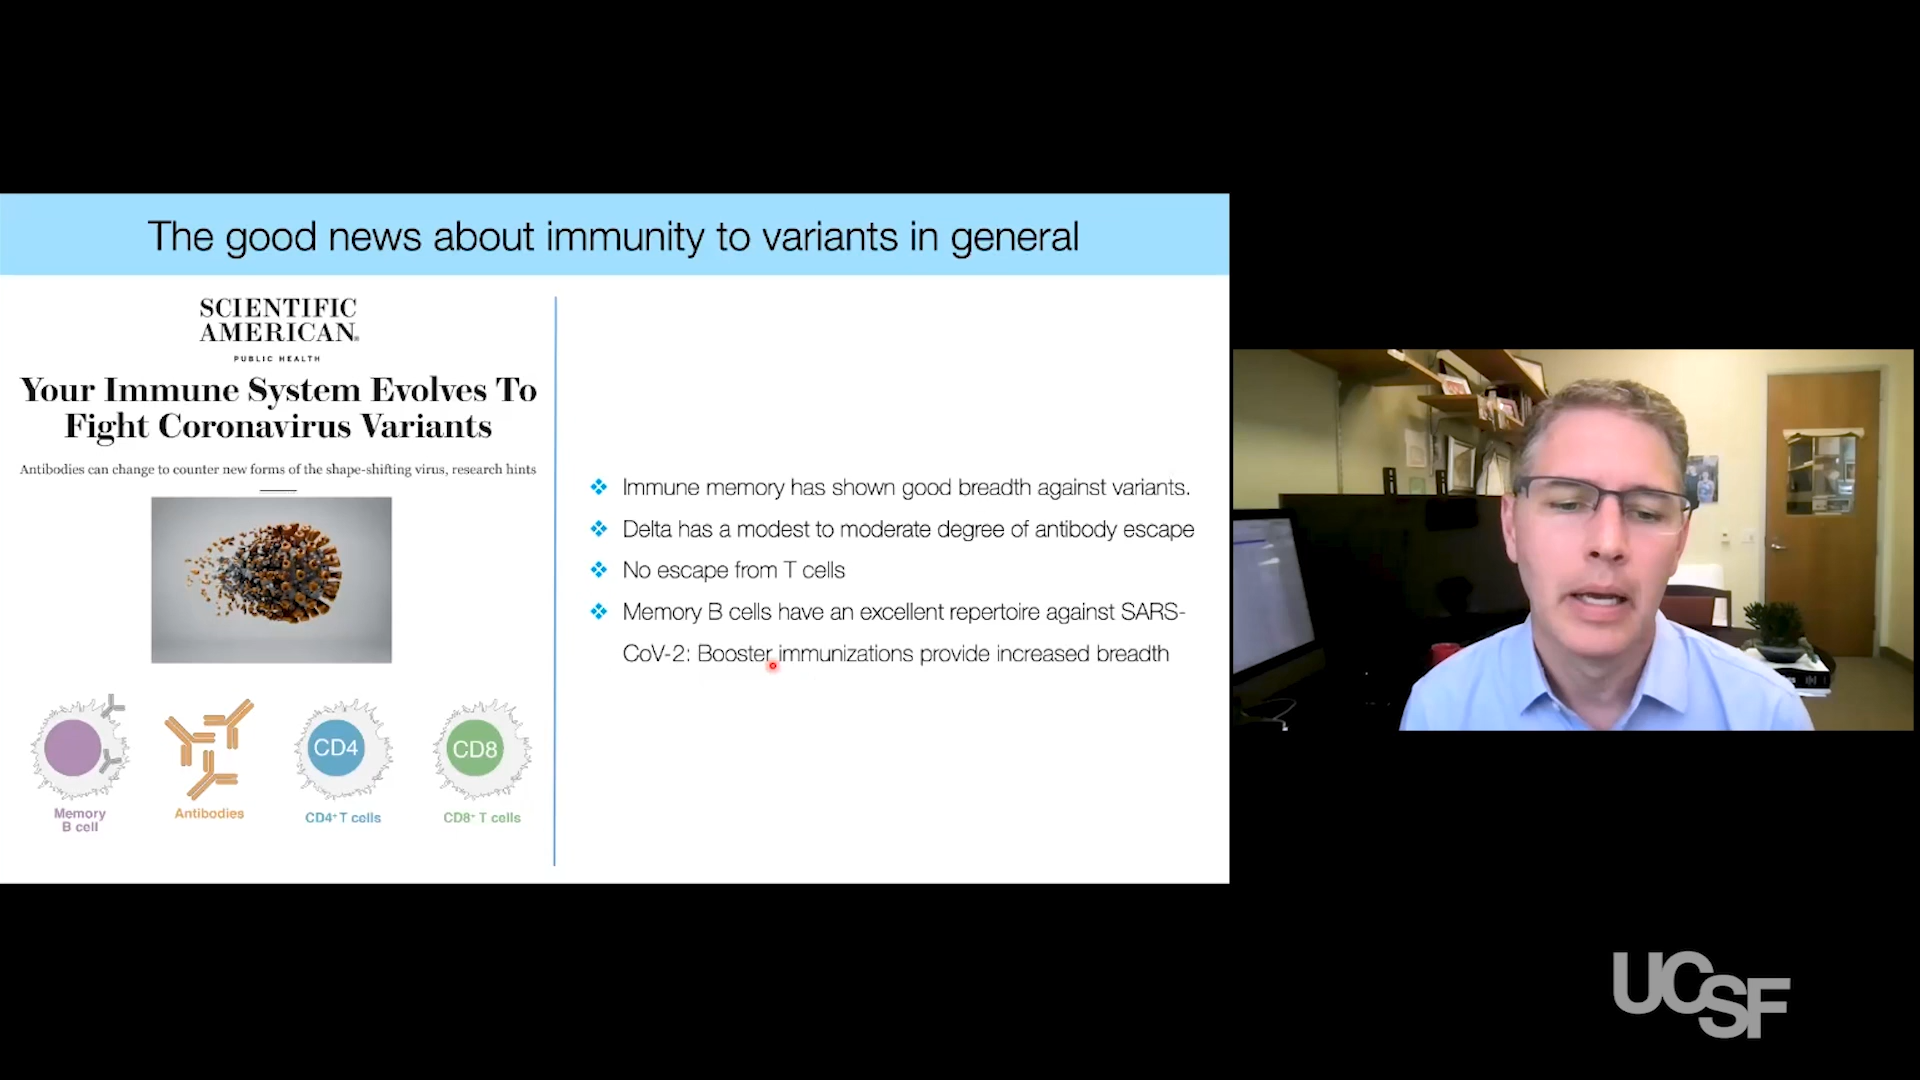 The good news about immunity to variants in general
SCIENTIFIC
AMERICAN®
PUBLIC HEALTH
Your Immune System Evolves To
Fight Coronavirus Variants
Antibodies can change to counter new forms of the shape-shifting virus, research hints
CD4
CD8
Memory
B cell
Antibodies
CD4⁺ T cells
CD8⁺ T cells
Immune memory has shown good breadth against variants.
Delta has a modest to moderate degree of antibody escape
No escape from T cells
Memory B cells have an excellent repertoire against SARS-
CoV-2: Booster immunizations provide increased breadth
UCSF